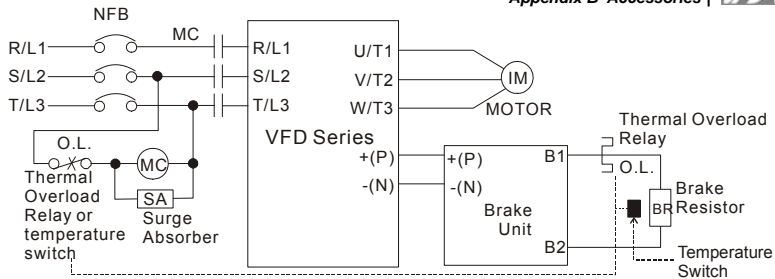 Appendix B Accessories |
NFB
MC
R/L1
R/L1
U/T1
S/L2
S/L2
V/T2
IM
T/L3
T/L3
W/T3
MOTOR
VFD Series
O.L.
MC
SA
Thermal
Overload
Relay or
temperature
switch
Surge
Absorber
+(P)
-(N)
+(P)
-(N)
B1
B2
Brake
Unit
Thermal Overload
Relay
O.L.
BR
Brake
Resistor
Temperature
Switch